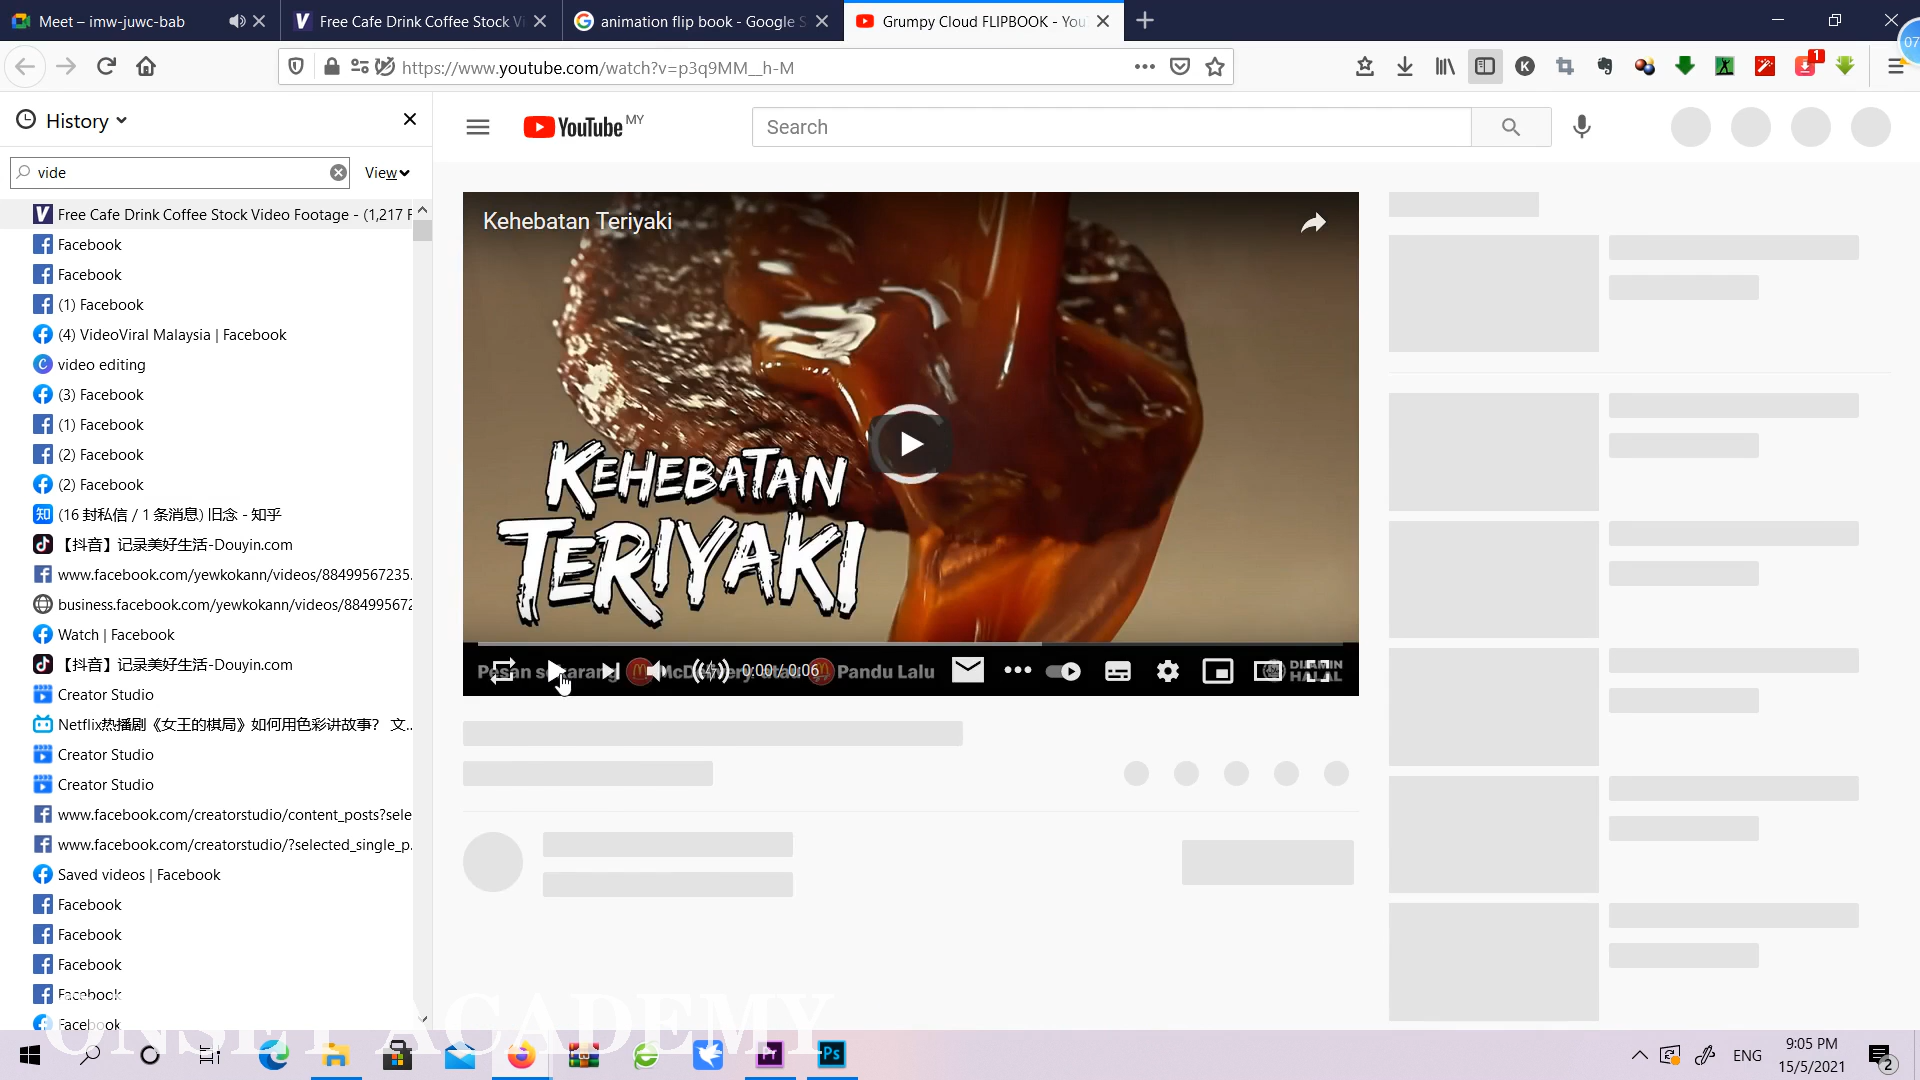 Meet – imw-juwc-bab
Free Cafe Drink Coffee Stock Vi
animation flip book - Google S
Grumpy Cloud FLIPBOOK - You
07
https://www.youtube.com/watch?v=p3q9MM__h-M
1
History
vide
View
Free Cafe Drink Coffee Stock Video Footage - (1,217 F
Facebook
Facebook
(1) Facebook
(4) VideoViral Malaysia | Facebook
video editing
(3) Facebook
(1) Facebook
(2) Facebook
(2) Facebook
(16 封私信 / 1 条消息) 旧念 - 知乎
【抖音】记录美好生活-Douyin.com
www.facebook.com/yewkokann/videos/88499567235.
business.facebook.com/yewkokann/videos/884995672
Watch | Facebook
【抖音】记录美好生活-Douyin.com
Creator Studio
Netflix热播剧《女王的棋局》如何用色彩讲故事？ 文...
Creator Studio
Creator Studio
www.facebook.com/creatorstudio/content_posts?sele
www.facebook.com/creatorstudio/?selected_single_p.
Saved videos | Facebook
Facebook
Facebook
Facebook
Facebook
Facebook
YouTube MY
Search
Kehebatan Teriyaki
KEHEBATAN
TERIYAKI
Pesan sekarang
Pandu Lalu
DIJAMIN
HALAL
0:00 / 0:06
ONSET ACADEMY
ENG
9:05 PM
15/5/2021
2